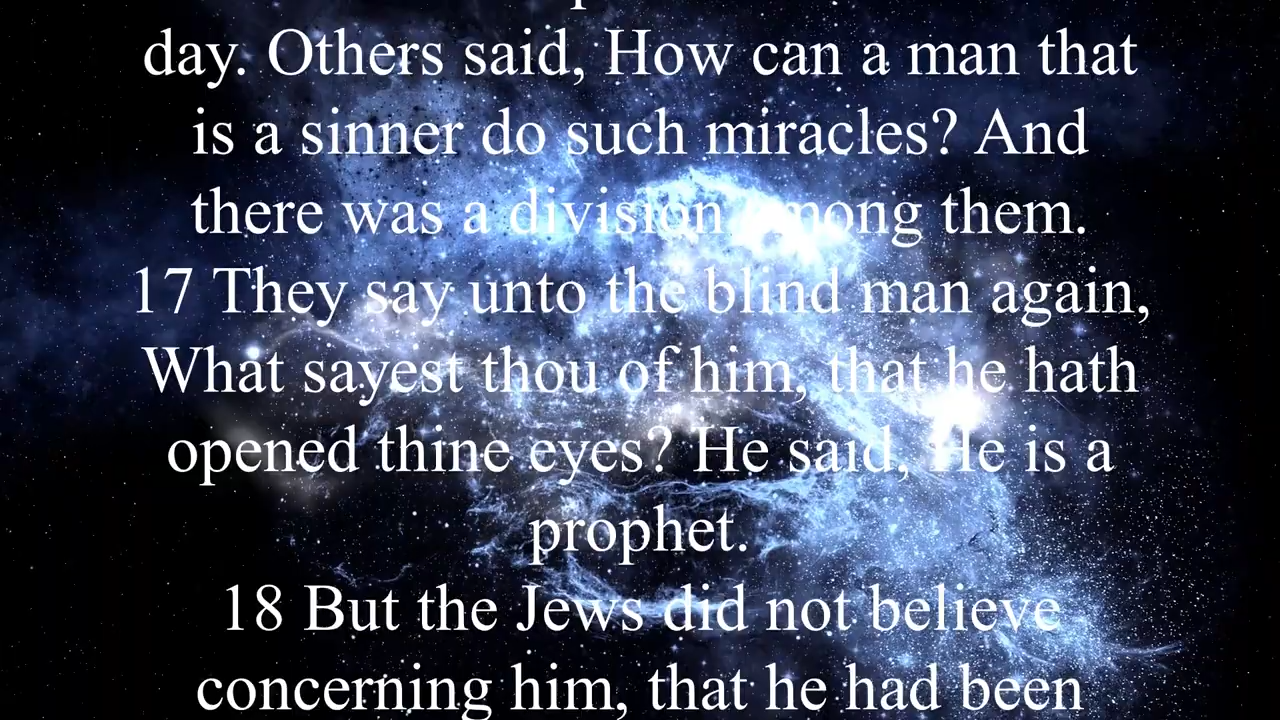 day. Others said, How can a man that
is a sinner do such miracles? And
there was a division among them.
17 They say unto the blind man again,
What sayest thou of him, that he hath
opened thine eyes? He said, He is a
prophet.
18 But the Jews did not believe
concerning him, that he had been